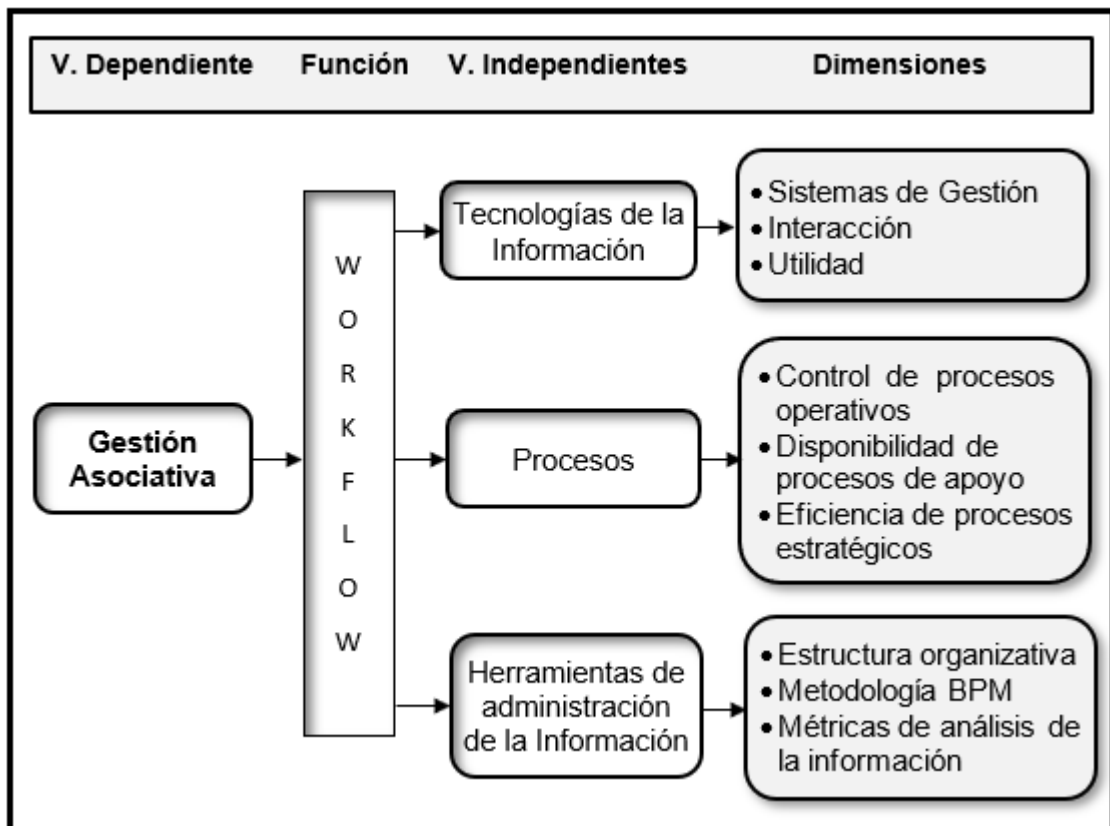 V. Dependiente Función V. Independientes Dimensiones
Gestión
Asociativa
W
O
R
K
F
L
O
W
Tecnologías de la
Información
• Sistemas de Gestión
• Interacción
• Utilidad
Procesos
• Control de procesos
operativos
• Disponibilidad de
procesos de apoyo
• Eficiencia de procesos
estratégicos
Herramientas de
administración
de la Información
• Estructura organizativa
• Metodología BPM
• Métricas de análisis de
la información